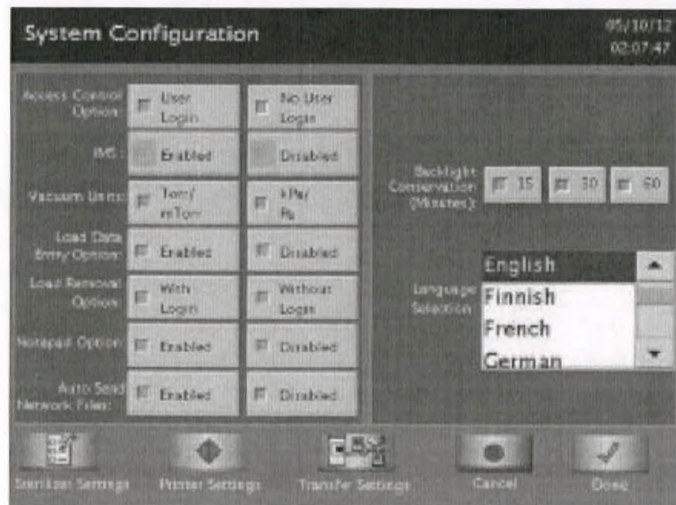 System Configuration
05/10/12
02:07:47
Access Control
Option:
User
Login
No User
Login
IMS:
Enabled
Disabled
Vacuum Units:
Torr/
mTorr
kPa/
Pa
Load Data
Entry Option:
Enabled
Disabled
Load Removal
Option:
With
Login
Without
Login
Notepad Option:
Enabled
Disabled
Auto Send
Network Files:
Enabled
Disabled
Backlight
Conservation
(Minutes):
15
30
60
Language
Selection:
English
Finnish
French
German
Sterilizer Settings
Printer Settings
Transfer Settings
Cancel
Done